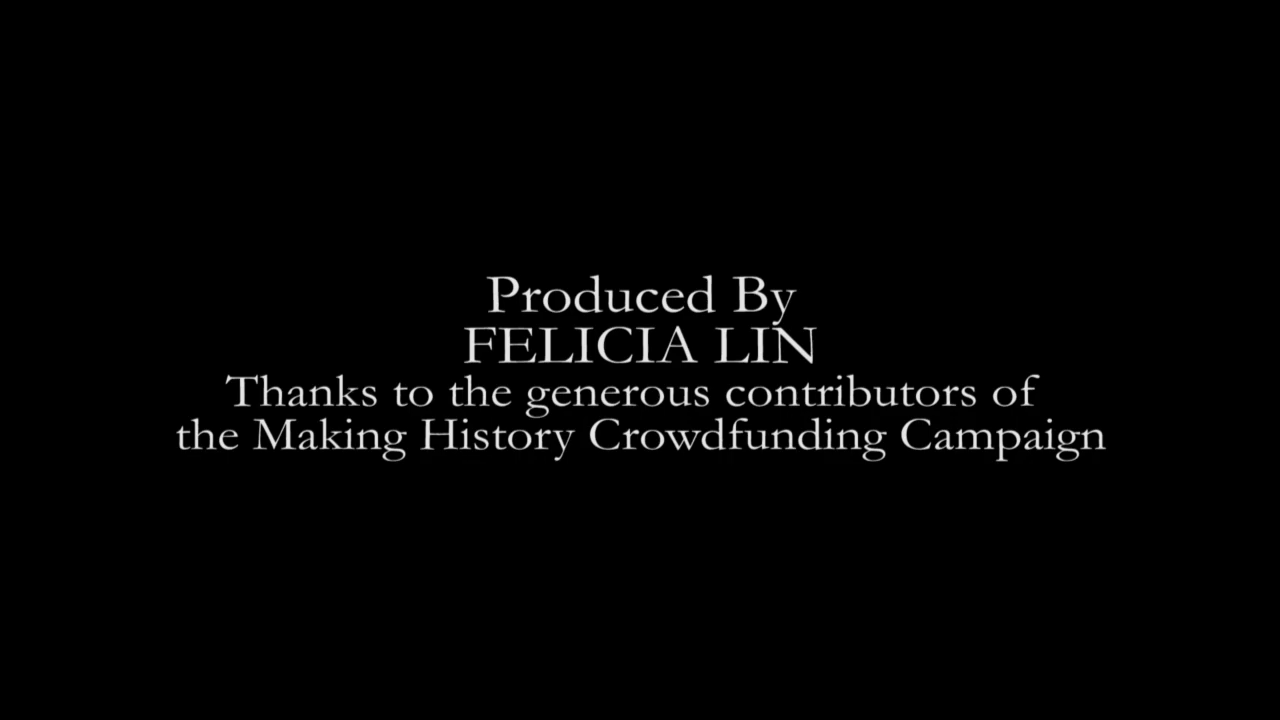 Produced By
FELICIA LIN
Thanks to the generous contributors of
the Making History Crowdfunding Campaign